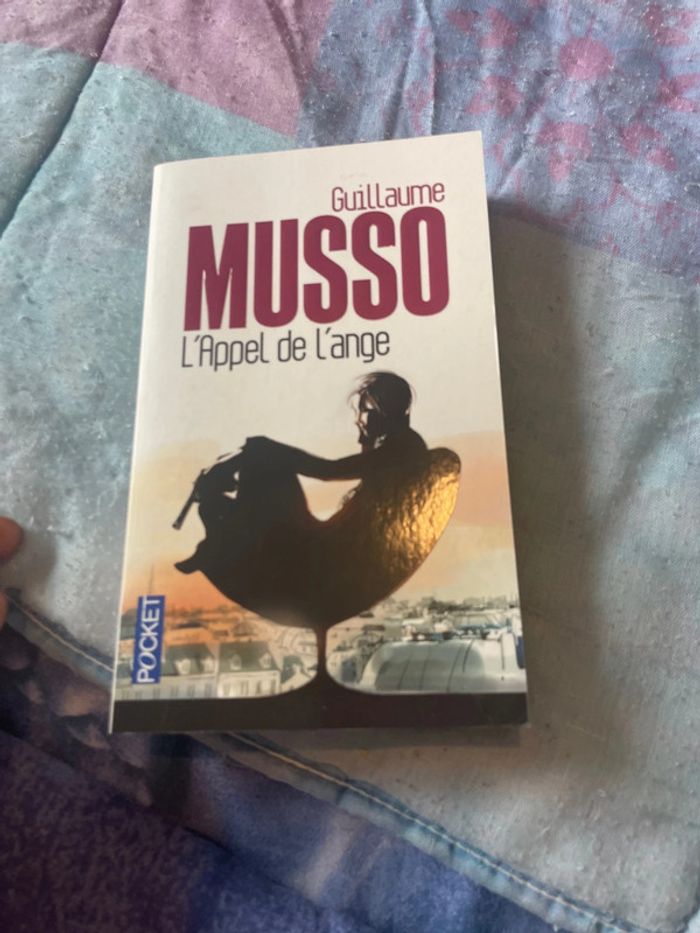 Guillaume
MUSSO
L'Appel de l'ange
POCKET